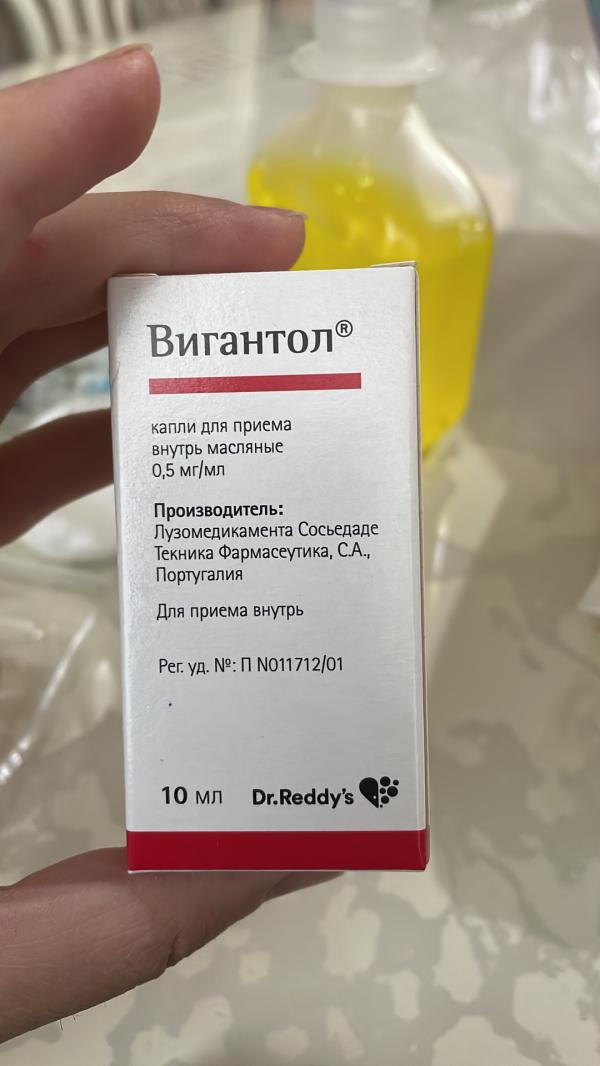 Вигантол®
капли для приема
внутрь масляные
0,5 мг/мл
Производитель:
Лузомедикамента Сосьедаде
Текника Фармасеутика, С.А.,
Португалия
Для приема внутрь
Рег. уд. №: П N011712/01
10 мл Dr.Reddy's